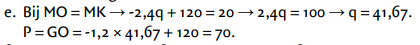 e. Bij MO = MK → -2,4q + 120 = 20 → 2,4q = 100 → q = 41,67.
P = GO = -1,2 × 41,67 + 120 = 70.